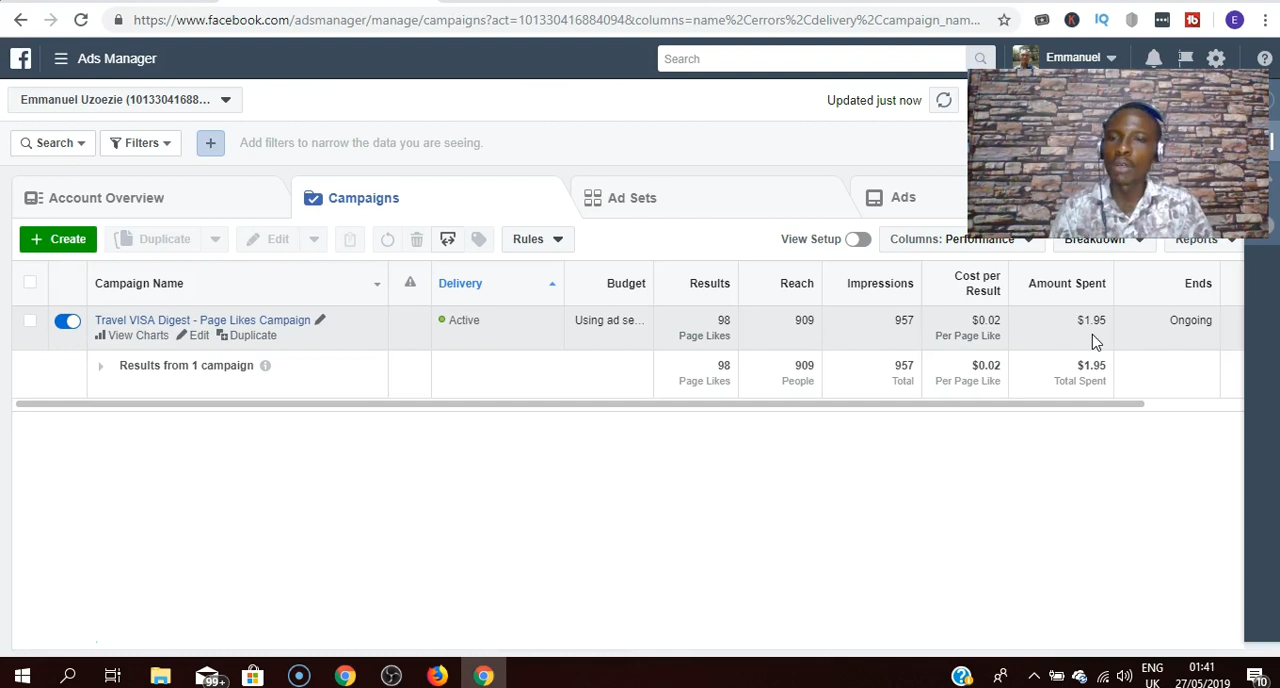 https://www.facebook.com/adsmanager/manage/campaigns?act=101330416884094&columns=name%2Cerrors%2Cdelivery%2Ccampaign_nam...
K
IQ
tb
E
Ads Manager
Search
Emmanuel
Emmanuel Uzoezie (10133041688...
Updated just now
Search
Filters
+
Add filters to narrow the data you are seeing.
Account Overview
Campaigns
Ad Sets
Ads
+ Create
Duplicate
Edit
Rules
View Setup
Columns: Performance
Breakdown
Reports
Campaign Name
Delivery
Budget
Results
Reach
Impressions
Cost per
Result
Amount Spent
Ends
Travel VISA Digest - Page Likes Campaign
Active
Using ad se...
98
909
957
$0.02
$1.95
Ongoing
View Charts
Edit
Duplicate
Page Likes
Per Page Like
Results from 1 campaign
98
909
957
$0.02
$1.95
Page Likes
People
Total
Per Page Like
Total Spent
99+
ENG
UK
01:41
27/05/2019
10